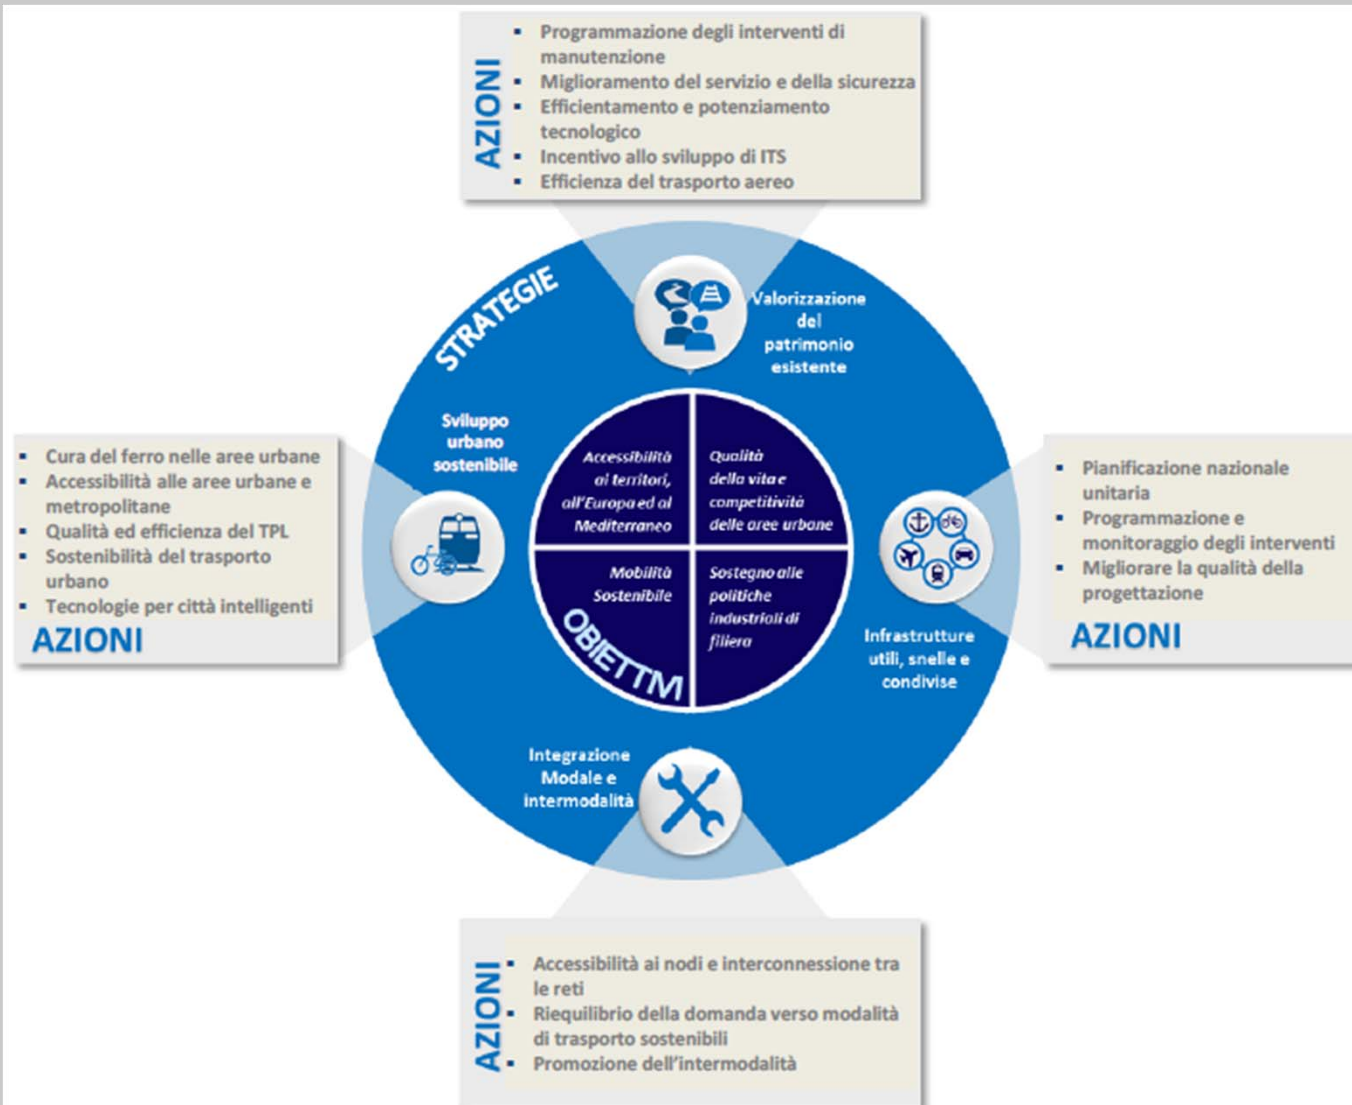 AZIONI
Programmazione degli interventi di
manutenzione
Miglioramento del servizio e della sicurezza
Efficientamento e potenziamento
tecnologico
Incentivo allo sviluppo di ITS
Efficienza del trasporto aereo
STRATEGIE
Valorizzazione
del
patrimonio
esistente
Sviluppo
urbano
sostenibile
Cura del ferro nelle aree urbane
Accessibilità alle aree urbane e
metropolitane
Qualità ed efficienza del TPL
Sostenibilità del trasporto
urbano
Tecnologie per città intelligenti
AZIONI
Accessibilità
ai territori,
all'Europa ed al
Mediterraneo
Qualità
della vita e
competitività
delle aree urbane
Mobilità
Sostenibile
Sostegno alle
politiche
industriali di
filiera
OBIETTM
Pianificazione nazionale
unitaria
Programmazione e
monitoraggio degli interventi
Migliorare la qualità della
progettazione
AZIONI
Infrastrutture
utili, snelle e
condivise
Integrazione
Modale e
intermodalità
AZIONI
Accessibilità ai nodi e interconnessione tra
le reti
Riequilibrio della domanda verso modalità
di trasporto sostenibili
Promozione dell'intermodalità